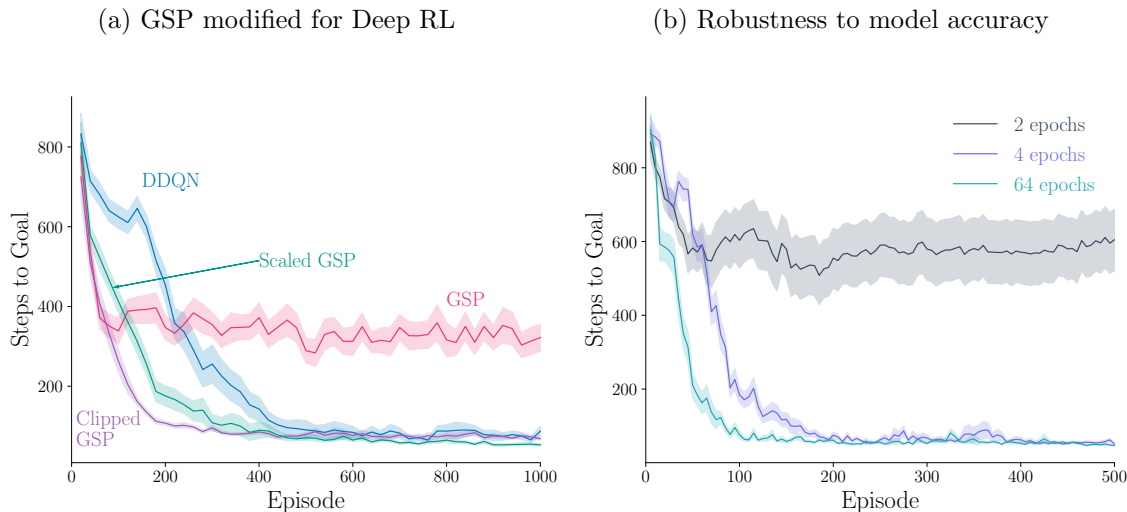 (a) GSP modified for Deep RL
Steps to Goal
800
600
400
200
0
200
400
600
800
1000
Episode
DDQN
Scaled GSP
GSP
Clipped
GSP
(b) Robustness to model accuracy
Steps to Goal
800
600
400
200
0
100
200
300
400
500
Episode
2 epochs
4 epochs
64 epochs